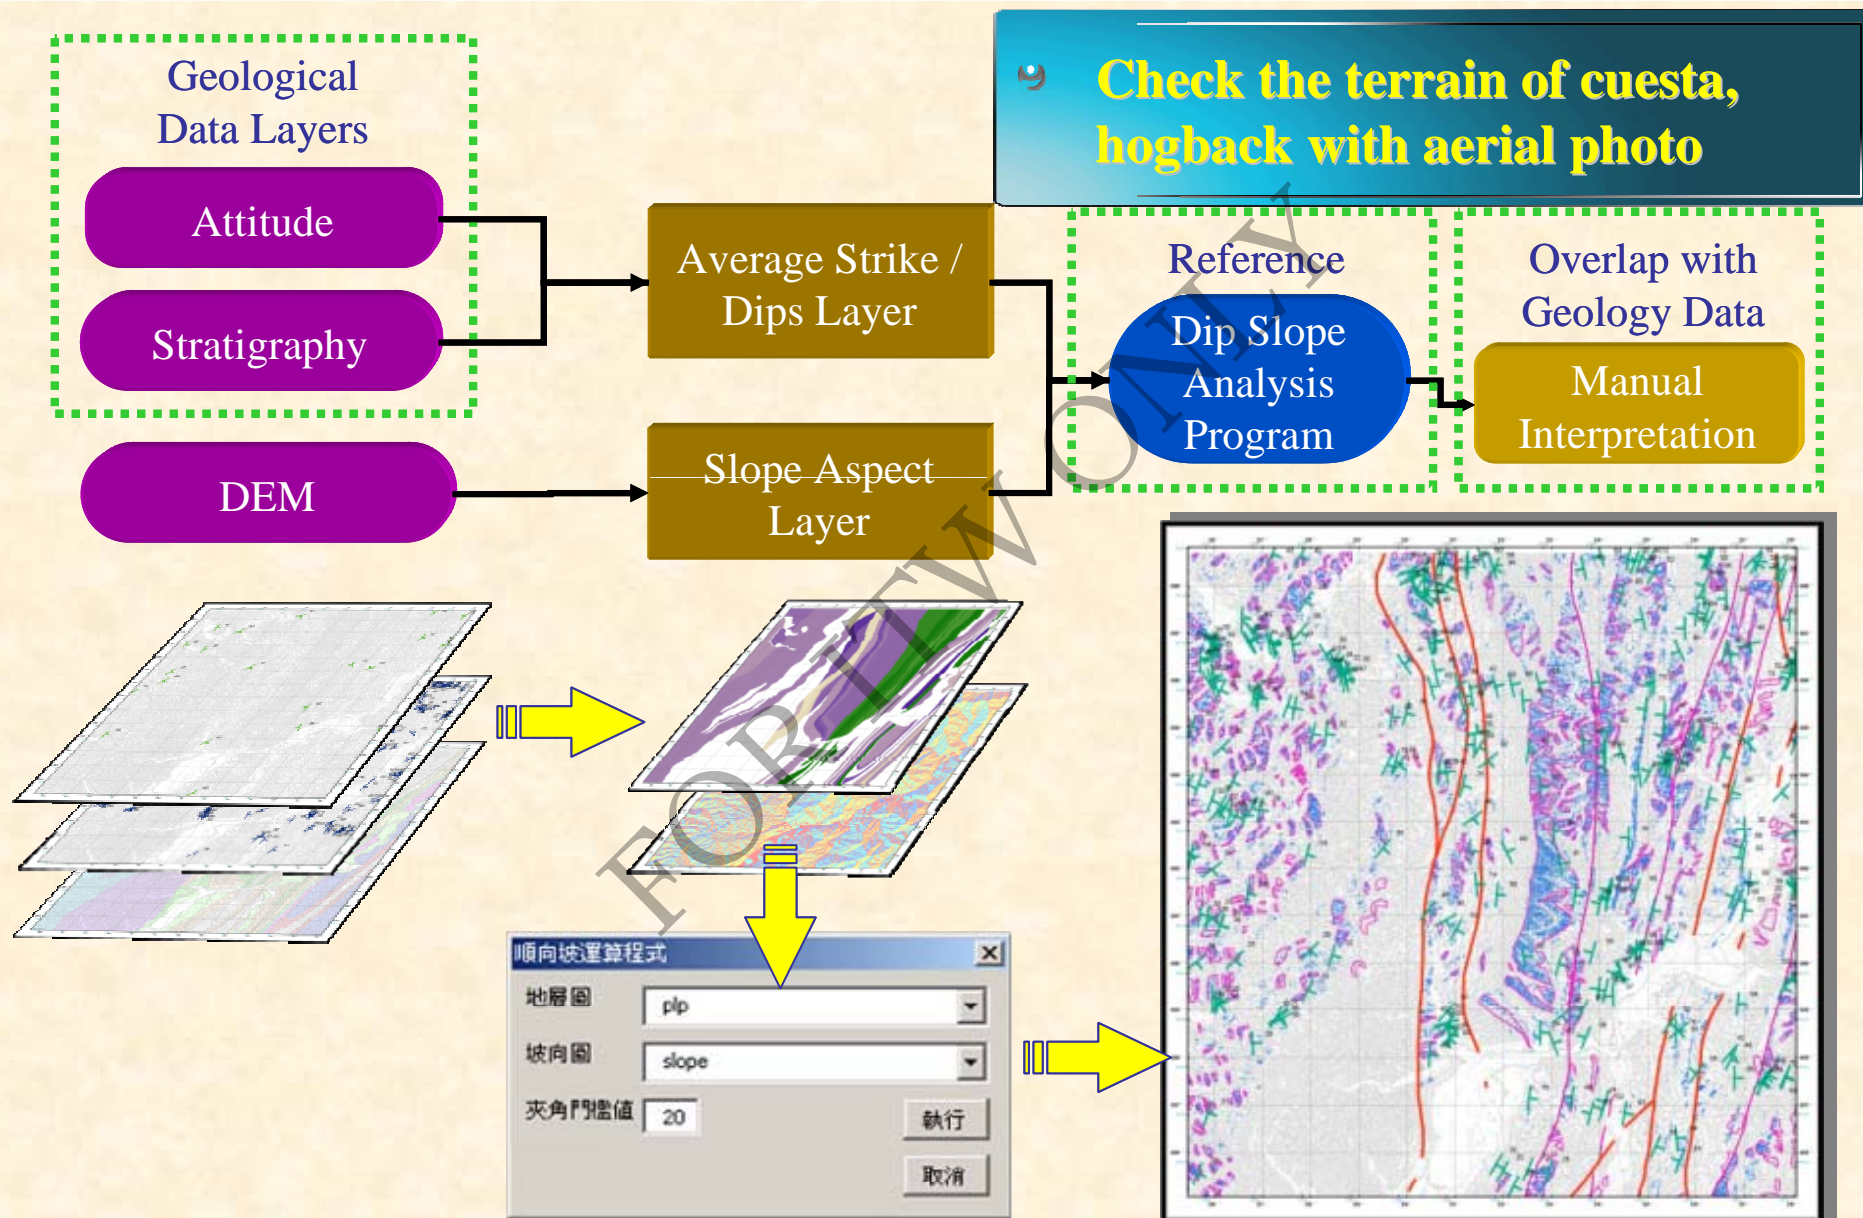 Check the terrain of cuesta,
hogback with aerial photo
Geological
Data Layers
Attitude
Stratigraphy
DEM
Average Strike /
Dips Layer
Slope Aspect
Layer
Reference
Dip Slope
Analysis
Program
Overlap with
Geology Data
Manual
Interpretation
FOR ITW ONLY
順向坡運算程式
地層圖
plp
坡向圖
slope
夾角門檻值
20
執行
取消